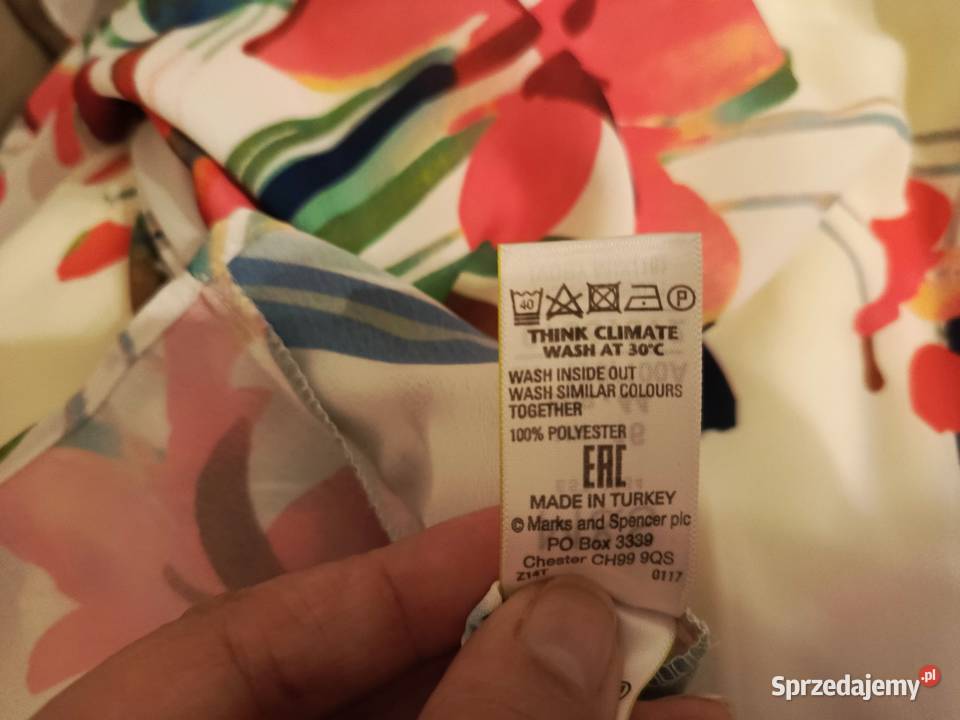 40
P
THINK CLIMATE
WASH AT 30°C
WASH INSIDE OUT
WASH SIMILAR COLOURS
TOGETHER
100% POLYESTER
EAC
MADE IN TURKEY
© Marks and Spencer plc
PO Box 3339
Chester CH99 9QS
Z14T 0117
Sprzedajemy.pl